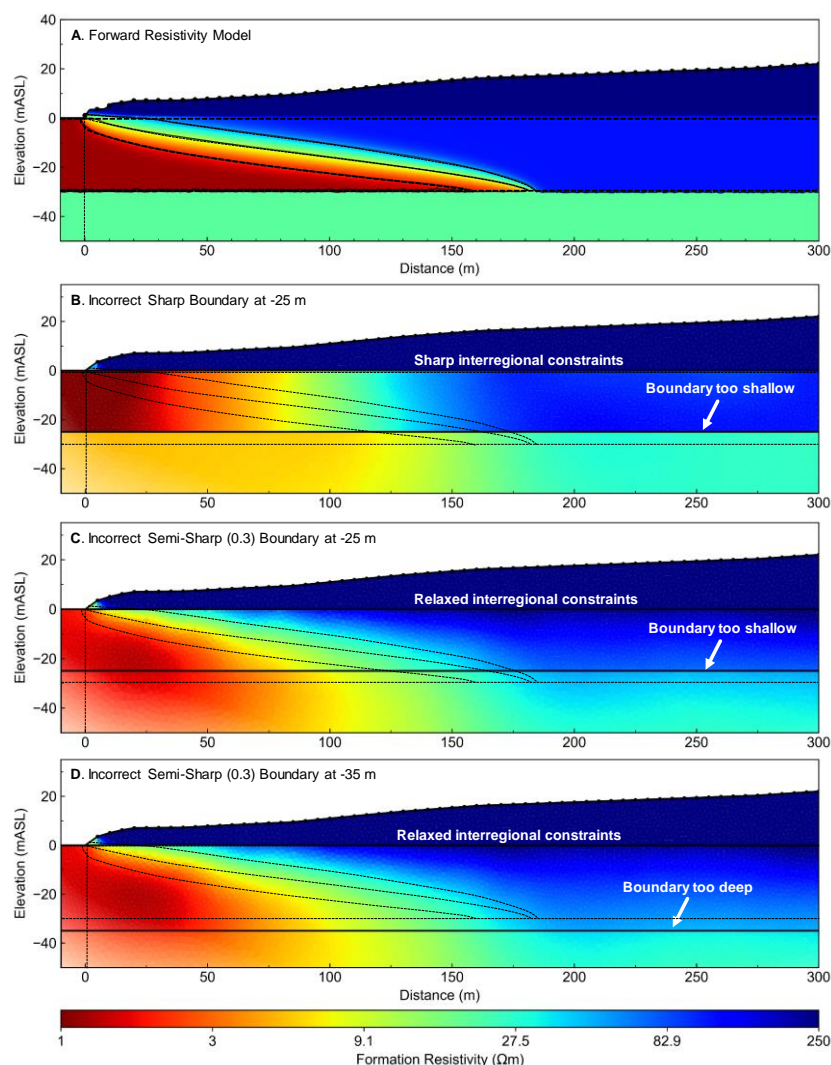 A. Forward Resistivity Model
40
20
0
−20
−40
Elevation (mASL)
0 50 100 150 200 250 300
Distance (m)
B. Incorrect Sharp Boundary at -25 m
20
0
−20
−40
Elevation (mASL)
Sharp interregional constraints
Boundary too shallow
0 50 100 150 200 250 300
C. Incorrect Semi-Sharp (0.3) Boundary at -25 m
20
0
−20
−40
Elevation (mASL)
Relaxed interregional constraints
Boundary too shallow
0 50 100 150 200 250 300
D. Incorrect Semi-Sharp (0.3) Boundary at -35 m
20
0
−20
−40
Elevation (mASL)
Relaxed interregional constraints
Boundary too deep
0 50 100 150 200 250 300
Distance (m)
1 3 9.1 27.5 82.9 250
Formation Resistivity (Ωm)